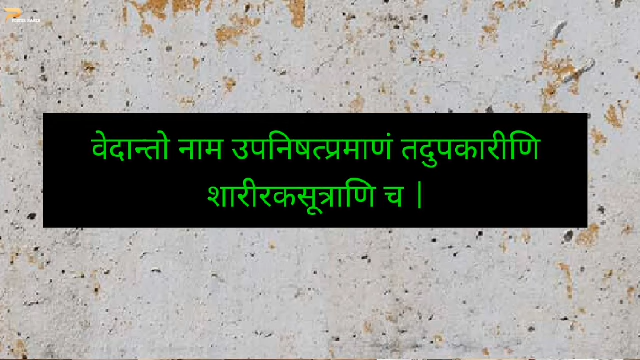 वेदान्तो नाम उपनिषत्प्रमाणं तदुपकारीणि
शारीरकसूत्राणि च |